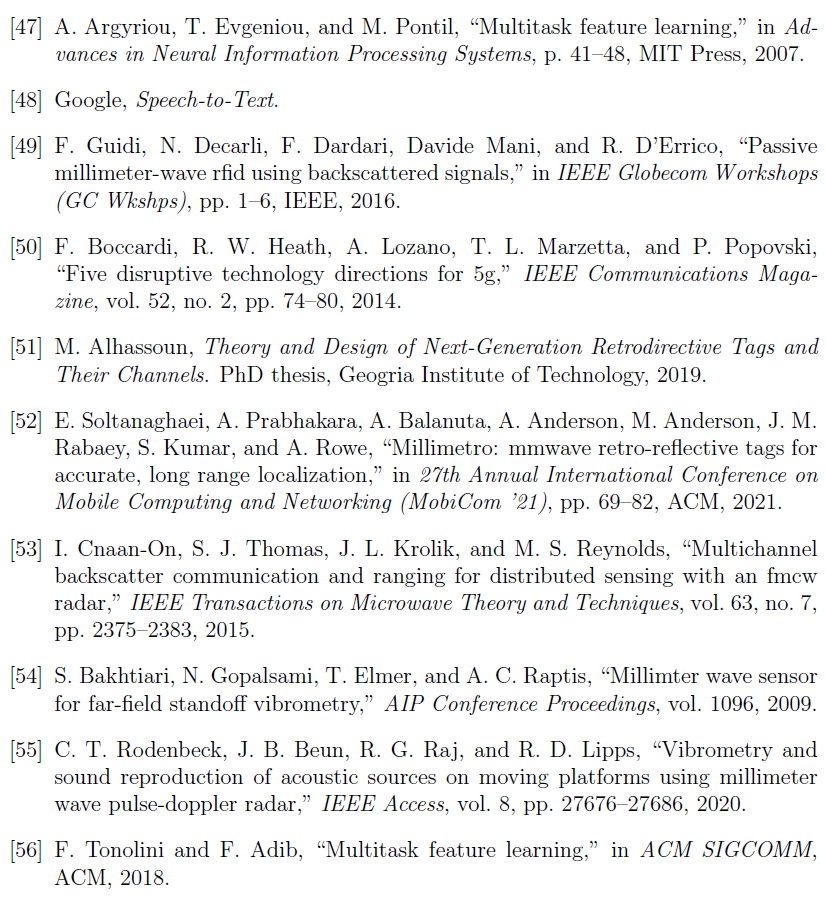 [47] A. Argyriou, T. Evgeniou, and M. Pontil, “Multitask feature learning,” in Ad-
vances in Neural Information Processing Systems, p. 41–48, MIT Press, 2007.
[48] Google, Speech-to-Text.
[49] F. Guidi, N. Decarli, F. Dardari, Davide Mani, and R. D’Errico, “Passive
millimeter-wave rfid using backscattered signals,” in IEEE Globecom Workshops
(GC Wkshps), pp. 1–6, IEEE, 2016.
[50] F. Boccardi, R. W. Heath, A. Lozano, T. L. Marzetta, and P. Popovski,
“Five disruptive technology directions for 5g,” IEEE Communications Maga-
zine, vol. 52, no. 2, pp. 74–80, 2014.
[51] M. Alhassoun, Theory and Design of Next-Generation Retrodirective Tags and
Their Channels. PhD thesis, Geogria Institute of Technology, 2019.
[52] E. Soltanaghaei, A. Prabhakara, A. Balanuta, A. Anderson, M. Anderson, J. M.
Rabaey, S. Kumar, and A. Rowe, “Millimetro: mmwave retro-reflective tags for
accurate, long range localization,” in 27th Annual International Conference on
Mobile Computing and Networking (MobiCom ’21), pp. 69–82, ACM, 2021.
[53] I. Cnaan-On, S. J. Thomas, J. L. Krolik, and M. S. Reynolds, “Multichannel
backscatter communication and ranging for distributed sensing with an fmcw
radar,” IEEE Transactions on Microwave Theory and Techniques, vol. 63, no. 7,
pp. 2375–2383, 2015.
[54] S. Bakhtiari, N. Gopalsami, T. Elmer, and A. C. Raptis, “Millimter wave sensor
for far-field standoff vibrometry,” AIP Conference Proceedings, vol. 1096, 2009.
[55] C. T. Rodenbeck, J. B. Beun, R. G. Raj, and R. D. Lipps, “Vibrometry and
sound reproduction of acoustic sources on moving platforms using millimeter
wave pulse-doppler radar,” IEEE Access, vol. 8, pp. 27676–27686, 2020.
[56] F. Tonolini and F. Adib, “Multitask feature learning,” in ACM SIGCOMM,
ACM, 2018.